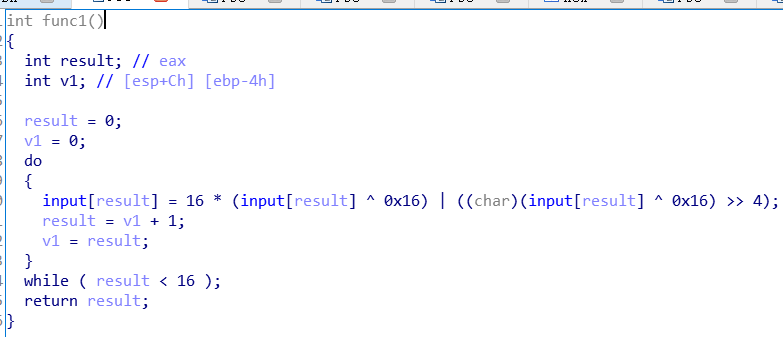 int func1()
{
int result; // eax
int v1; // [esp+Ch] [ebp-4h]
result = 0;
v1 = 0;
do
{
input[result] = 16 * (input[result] ^ 0x16) | ((char)(input[result] ^ 0x16) >> 4);
result = v1 + 1;
v1 = result;
}
while ( result < 16 );
return result;
}